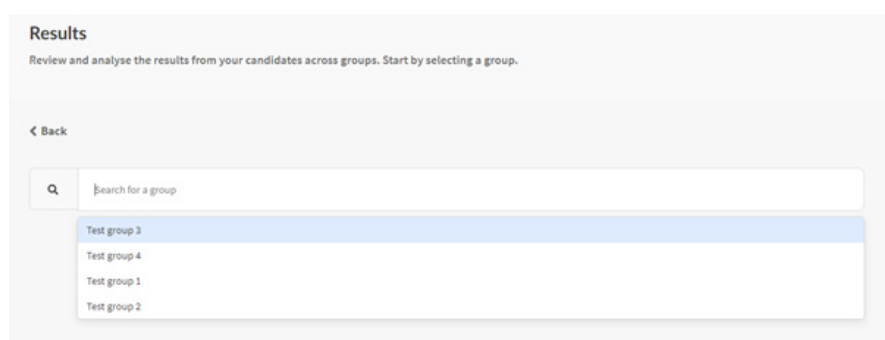 Results
Review and analyse the results from your candidates across groups. Start by selecting a group.
Back
Search for a group
Test group 3
Test group 4
Test group 1
Test group 2